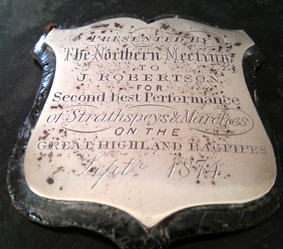 PRESENTED BY
The Northern Meeting
TO
J. ROBERTSON
FOR
Second best Performance
of Strathspeys & Marches
ON THE
GREAT HIGHLAND BAGPIPES
Septr 1874